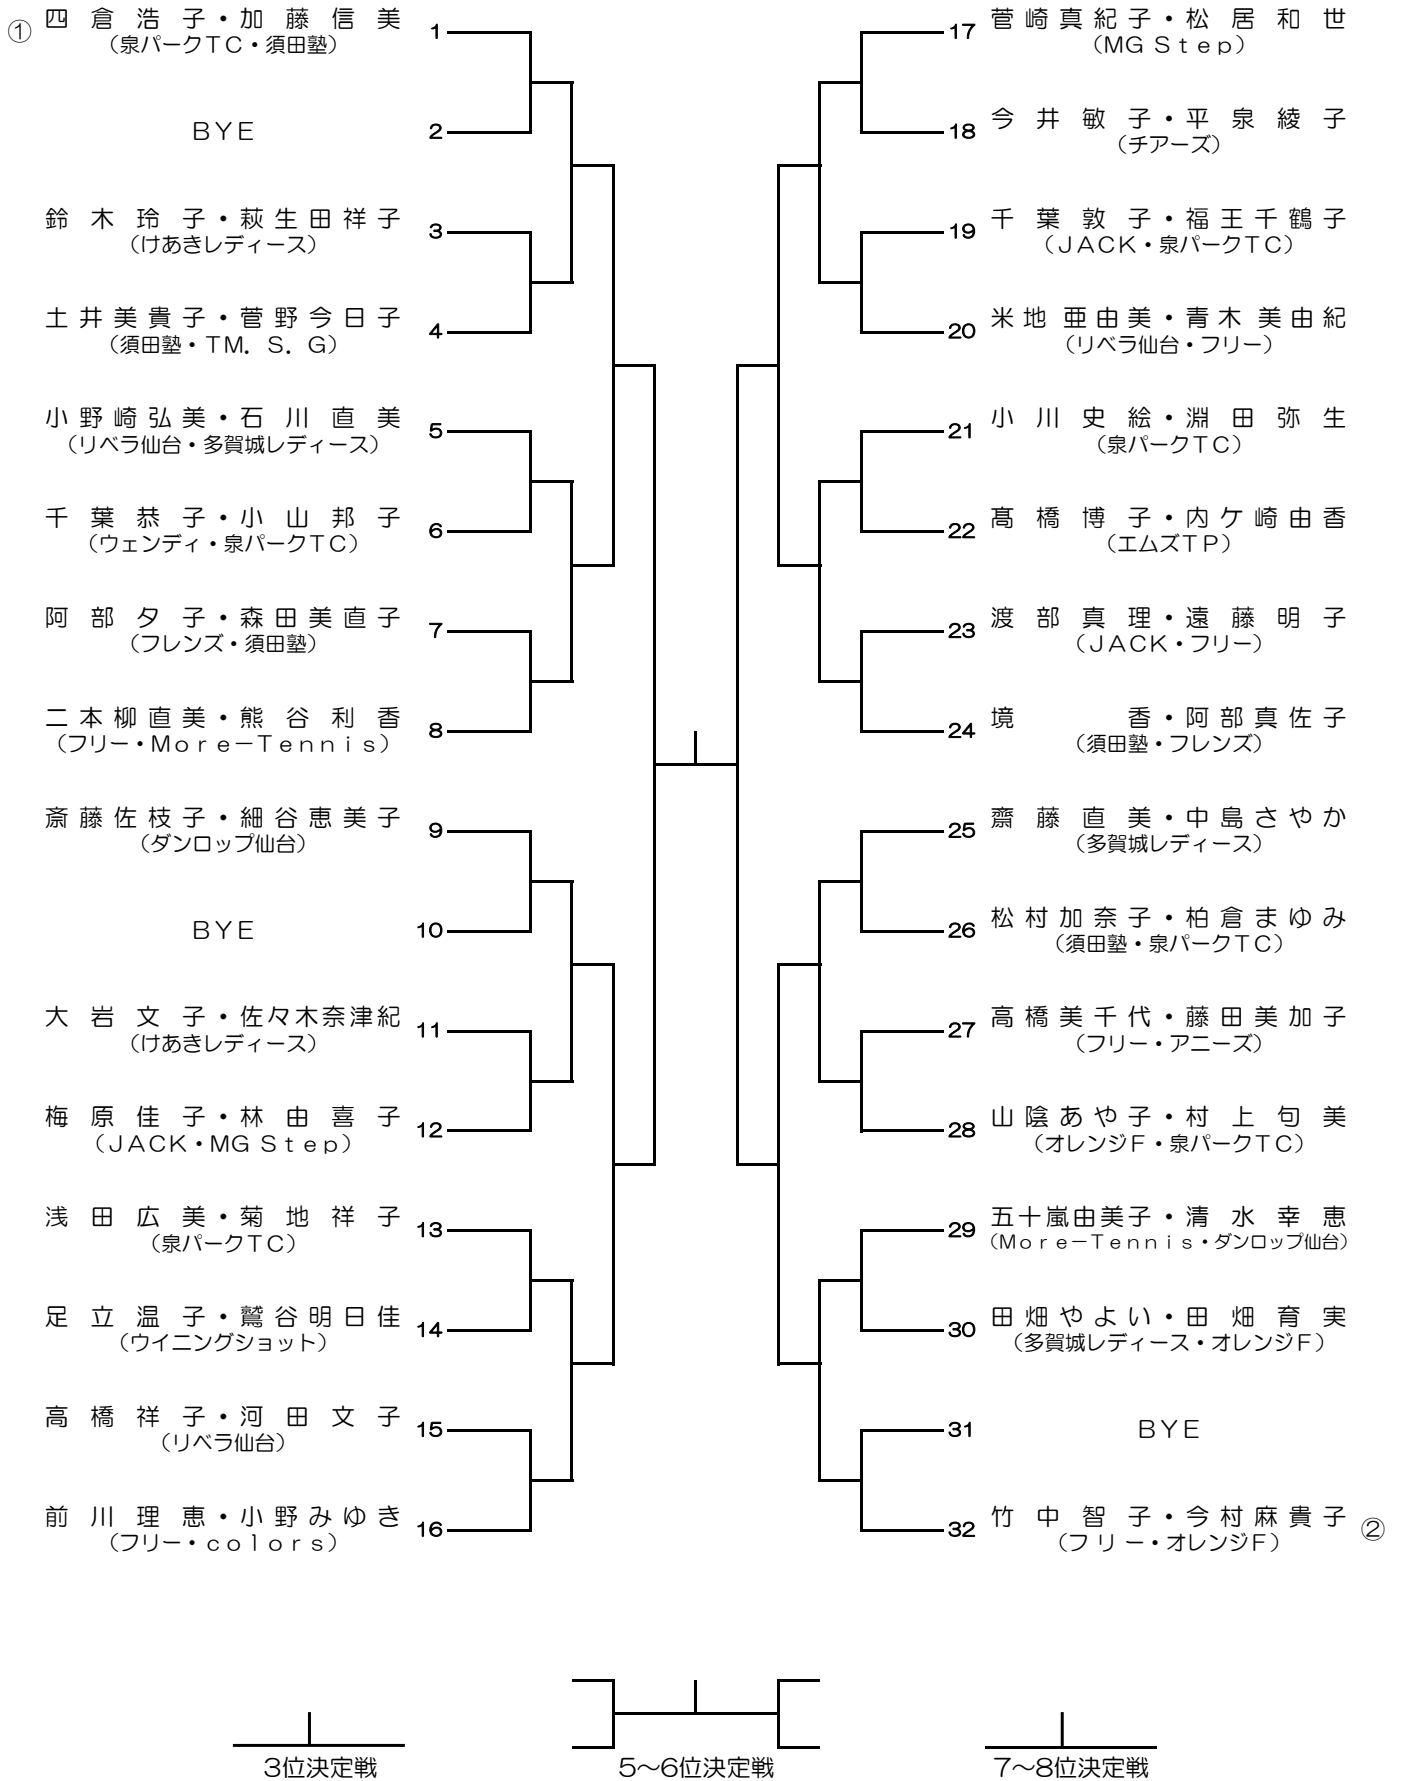 ① 四倉浩子・加藤信美 1
（泉パークTC・須田塾）
BYE 2
鈴木玲子・萩生田祥子 3
（けあきレディース）
土井美貴子・菅野今日子 4
（須田塾・TM．S．G）
小野崎弘美・石川直美 5
（リベラ仙台・多賀城レディース）
千葉恭子・小山邦子 6
（ウェンディ・泉パークTC）
阿部夕子・森田美直子 7
（フレンズ・須田塾）
二本柳直美・熊谷利香 8
（フリー・More－Tennis）
斎藤佐枝子・細谷恵美子 9
（ダンロップ仙台）
BYE 10
大岩文子・佐々木奈津紀 11
（けあきレディース）
梅原佳子・林由喜子 12
（JACK・MG Step）
浅田広美・菊地祥子 13
（泉パークTC）
足立温子・鷲谷明日佳 14
（ウイニングショット）
高橋祥子・河田文子 15
（リベラ仙台）
前川理恵・小野みゆき 16
（フリー・colors）
17 菅崎真紀子・松居和世
（MG Step）
18 今井敏子・平泉綾子
（チアーズ）
19 千葉敦子・福王千鶴子
（JACK・泉パークTC）
20 米地亜由美・青木美由紀
（リベラ仙台・フリー）
21 小川史絵・淵田弥生
（泉パークTC）
22 髙橋博子・内ケ崎由香
（エムズTP）
23 渡部真理・遠藤明子
（JACK・フリー）
24 境香・阿部真佐子
（須田塾・フレンズ）
25 齋藤直美・中島さやか
（多賀城レディース）
26 松村加奈子・柏倉まゆみ
（須田塾・泉パークTC）
27 高橋美千代・藤田美加子
（フリー・アニーズ）
28 山陰あや子・村上句美
（オレンジF・泉パークTC）
29 五十嵐由美子・清水幸恵
（More－Tennis・ダンロップ仙台）
30 田畑やよい・田畑育実
（多賀城レディース・オレンジF）
31 BYE
32 竹中智子・今村麻貴子 ②
（フリー・オレンジF）
3位決定戦
5～6位決定戦
7～8位決定戦